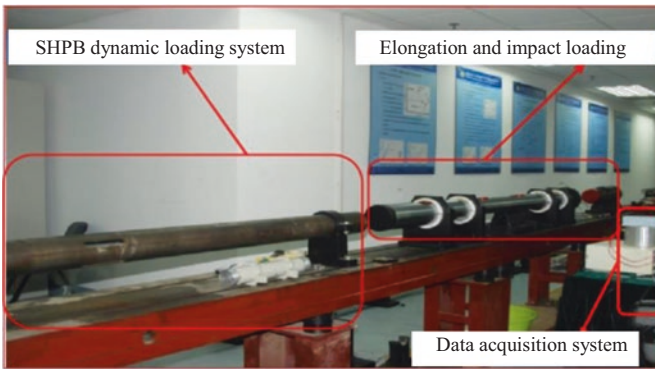 SHPB dynamic loading system
Elongation and impact loading
Data acquisition system